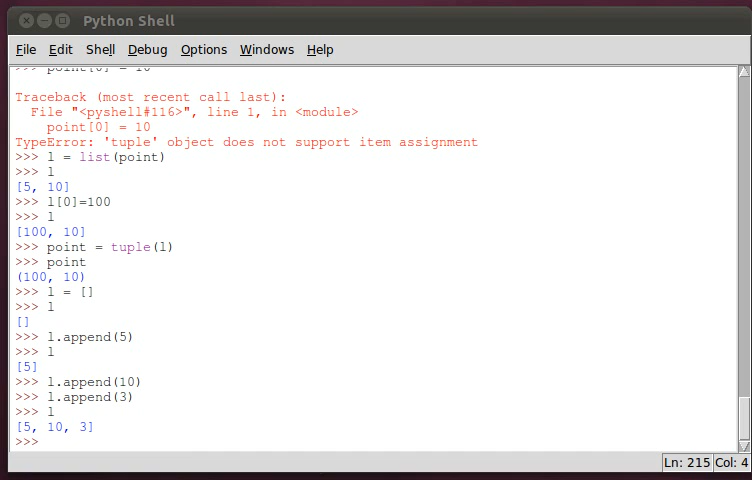 Python Shell
File Edit Shell Debug Options Windows Help
>>> point[0] = 10
Traceback (most recent call last):
  File "<pyshell#116>", line 1, in <module>
    point[0] = 10
TypeError: 'tuple' object does not support item assignment
>>> l = list(point)
>>> l
[5, 10]
>>> l[0]=100
>>> l
[100, 10]
>>> point = tuple(l)
>>> point
(100, 10)
>>> l = []
>>> l
[]
>>> l.append(5)
>>> l
[5]
>>> l.append(10)
>>> l.append(3)
>>> l
[5, 10, 3]
>>>
Ln: 215 Col: 4